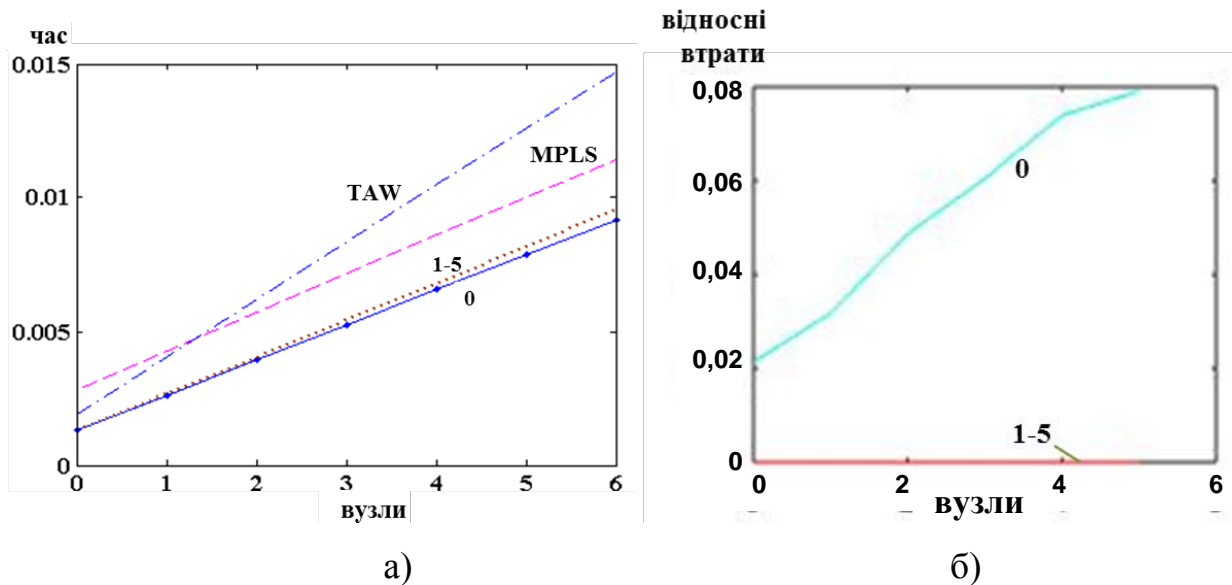 час
0.015
0.01
0.005
0
MPLS
TAW
1-5
0
0 1 2 3 4 5 6
вузли
а)
відносні
втрати
0,08
0,06
0,04
0,02
0
0
1-5
0 2 4 6
вузли
б)